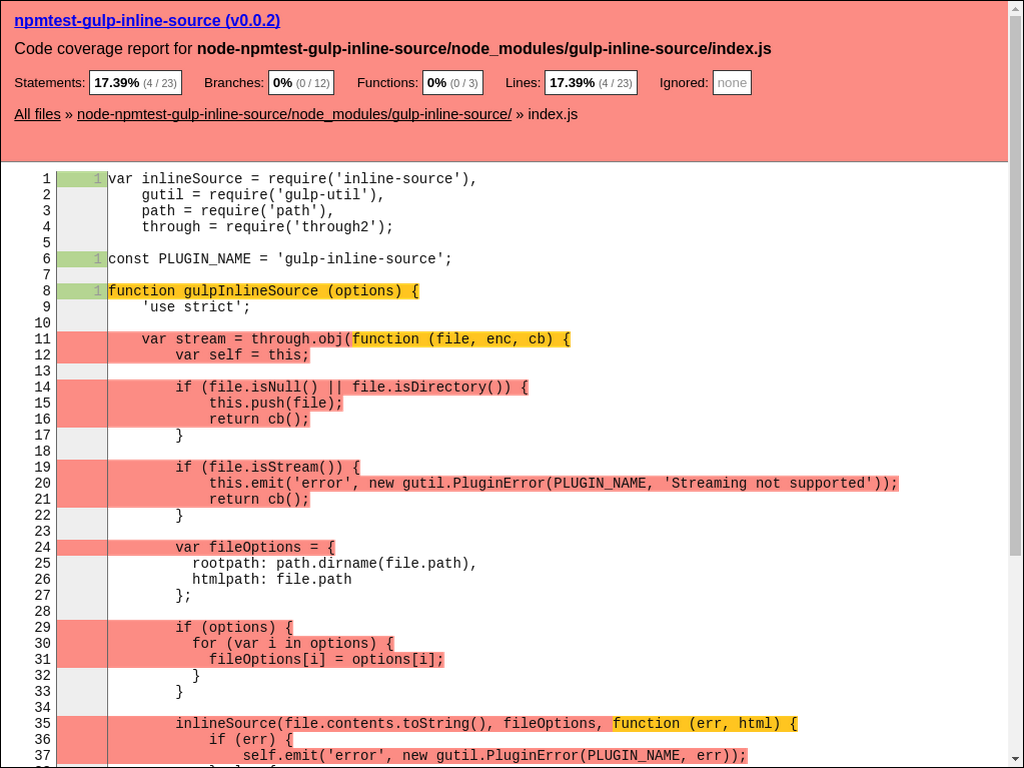 npmtest-gulp-inline-source (v0.0.2)
Code coverage report for node-npmtest-gulp-inline-source/node_modules/gulp-inline-source/index.js
Statements: 17.39% (4 / 23) Branches: 0% (0 / 12) Functions: 0% (0 / 3) Lines: 17.39% (4 / 23) Ignored: none
All files » node-npmtest-gulp-inline-source/node_modules/gulp-inline-source/ » index.js
1 1 var inlineSource = require('inline-source'),
2 gutil = require('gulp-util'),
3 path = require('path'),
4 through = require('through2');
5
6 1 const PLUGIN_NAME = 'gulp-inline-source';
7
8 1 function gulpInlineSource (options) {
9 'use strict';
10
11 var stream = through.obj(function (file, enc, cb) {
12 var self = this;
13
14 if (file.isNull() || file.isDirectory()) {
15 this.push(file);
16 return cb();
17 }
18
19 if (file.isStream()) {
20 this.emit('error', new gutil.PluginError(PLUGIN_NAME, 'Streaming not supported'));
21 return cb();
22 }
23
24 var fileOptions = {
25 rootpath: path.dirname(file.path),
26 htmlpath: file.path
27 };
28
29 if (options) {
30 for (var i in options) {
31 fileOptions[i] = options[i];
32 }
33 }
34
35 inlineSource(file.contents.toString(), fileOptions, function (err, html) {
36 if (err) {
37 self.emit('error', new gutil.PluginError(PLUGIN_NAME, err));